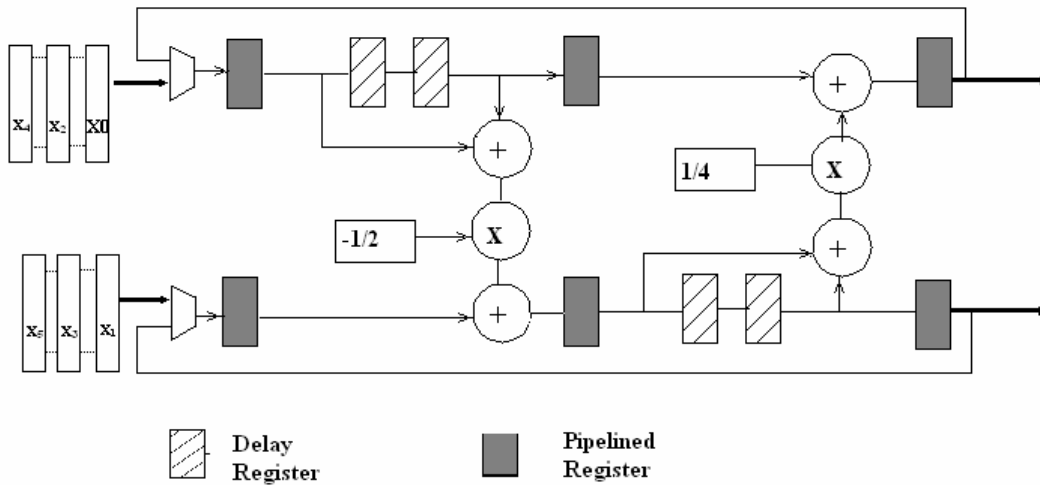 X₄ X₂ X0
+
+
1/4
X
-1/2
X
+
X₅ X₃ X₁
+
Delay
Register
Pipelined
Register